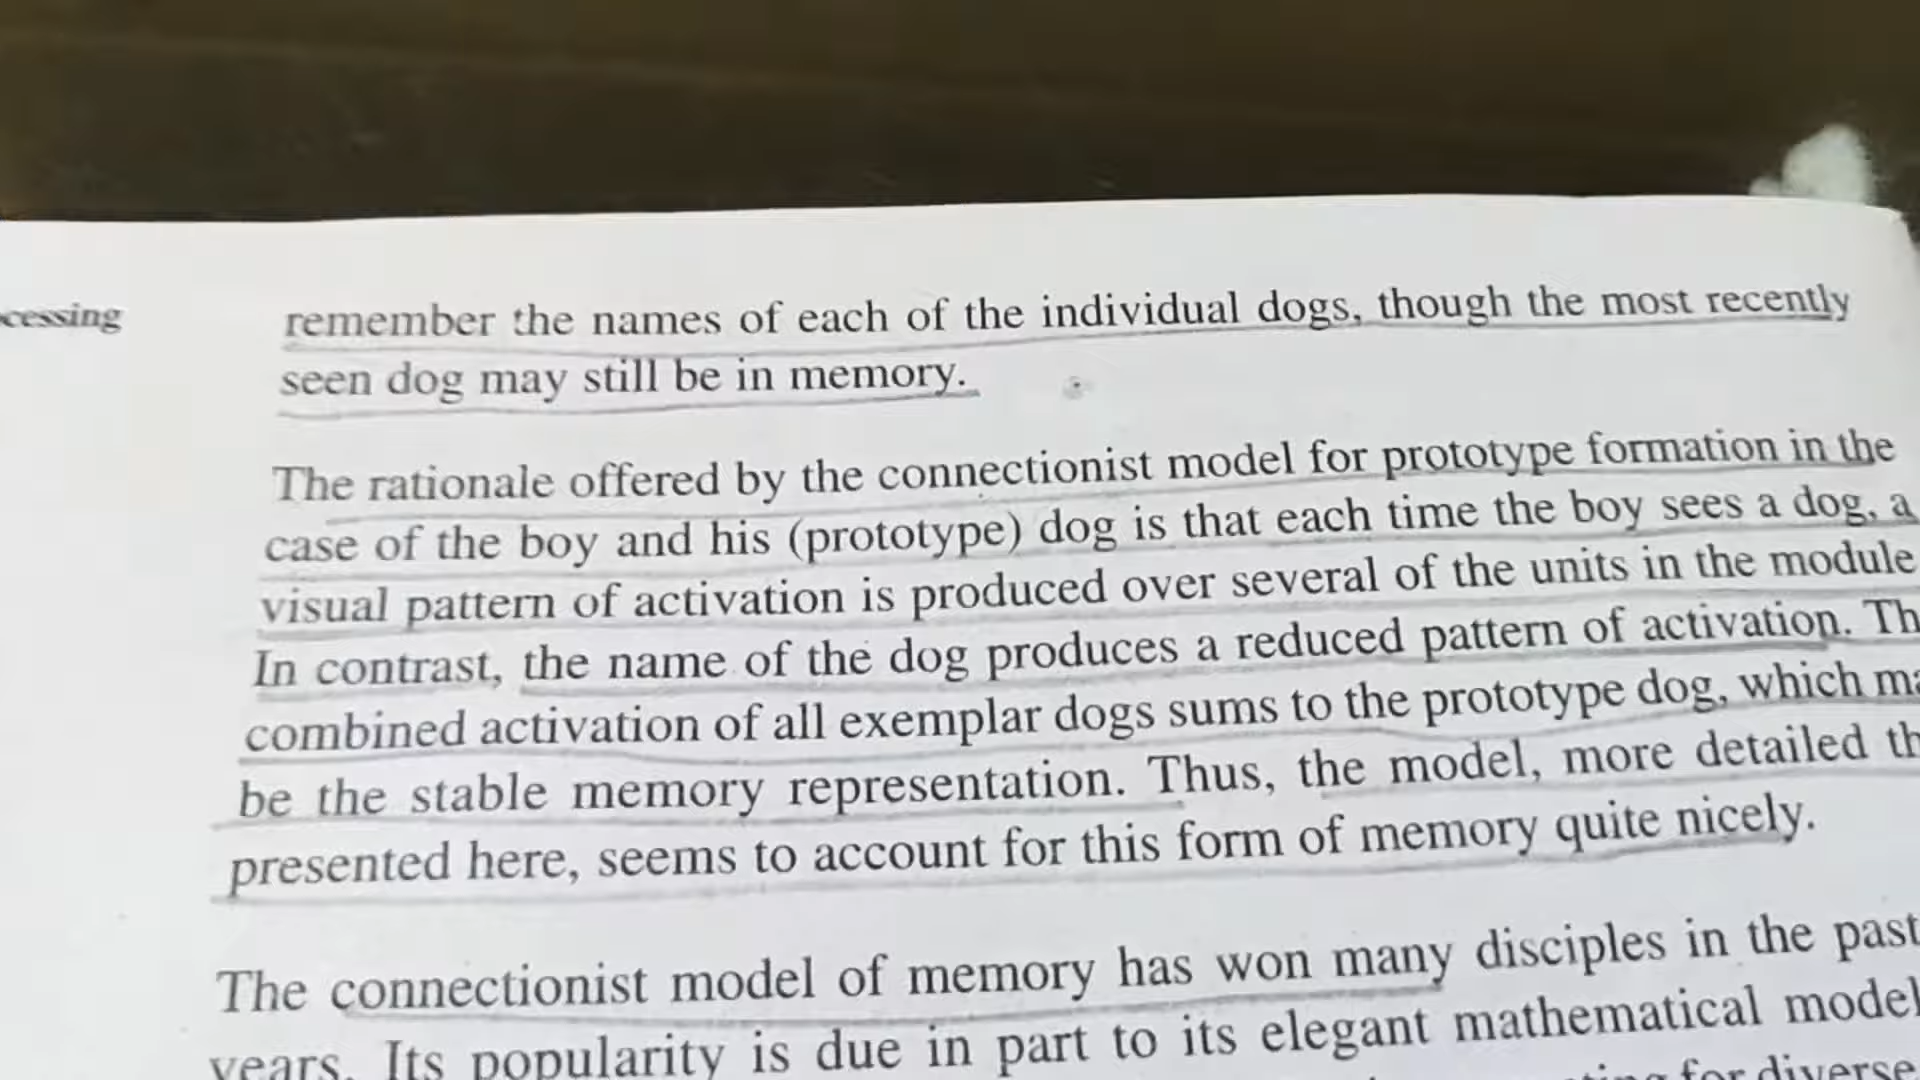 cessing
remember the names of each of the individual dogs, though the most recently
seen dog may still be in memory.
The rationale offered by the connectionist model for prototype formation in the
case of the boy and his (prototype) dog is that each time the boy sees a dog, a
visual pattern of activation is produced over several of the units in the module
In contrast, the name of the dog produces a reduced pattern of activation. Th
combined activation of all exemplar dogs sums to the prototype dog, which ma
be the stable memory representation. Thus, the model, more detailed th
presented here, seems to account for this form of memory quite nicely.
The connectionist model of memory has won many disciples in the past
years. Its popularity is due in part to its elegant mathematical model
for diverse